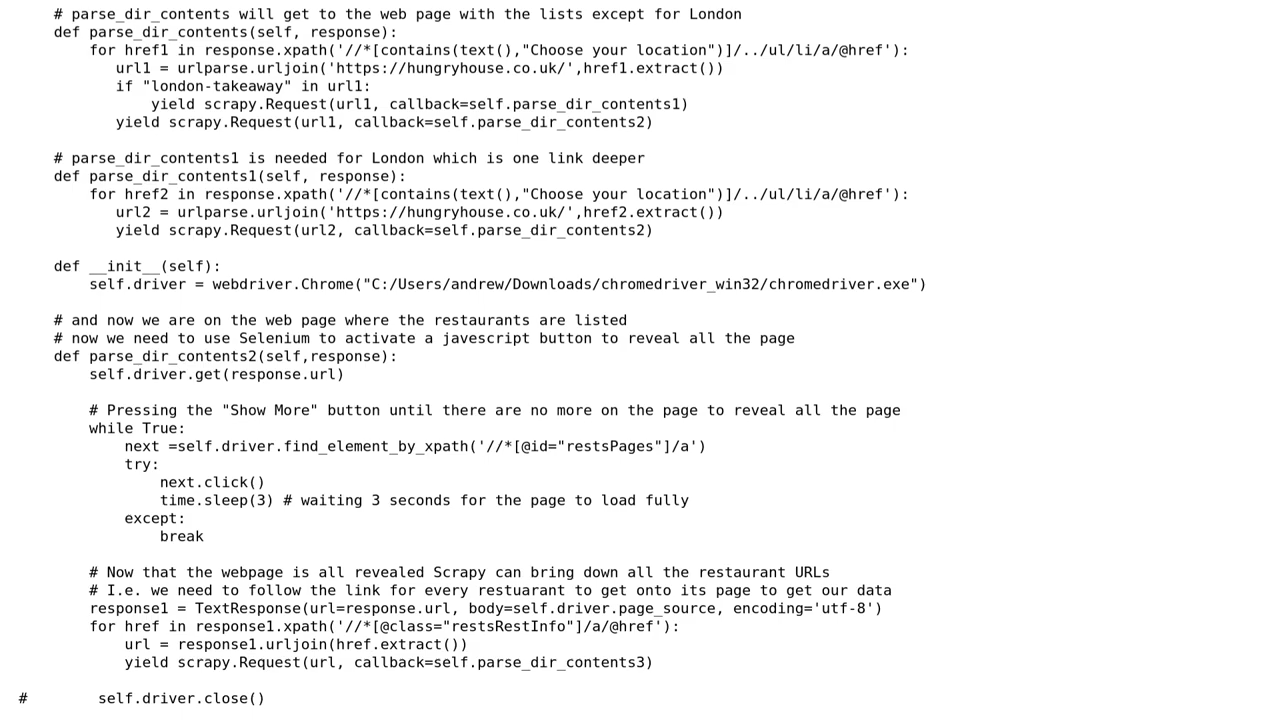 # parse_dir_contents will get to the web page with the lists except for London
    def parse_dir_contents(self, response):
        for href1 in response.xpath('//*[contains(text(),"Choose your location")]/../ul/li/a/@href'):
           url1 = urlparse.urljoin('https://hungryhouse.co.uk/',href1.extract())
           if "london-takeaway" in url1:
               yield scrapy.Request(url1, callback=self.parse_dir_contents1)
           yield scrapy.Request(url1, callback=self.parse_dir_contents2)

    # parse_dir_contents1 is needed for London which is one link deeper
    def parse_dir_contents1(self, response):
        for href2 in response.xpath('//*[contains(text(),"Choose your location")]/../ul/li/a/@href'):
           url2 = urlparse.urljoin('https://hungryhouse.co.uk/',href2.extract())
           yield scrapy.Request(url2, callback=self.parse_dir_contents2)

    def __init__(self):
        self.driver = webdriver.Chrome("C:/Users/andrew/Downloads/chromedriver_win32/chromedriver.exe")

    # and now we are on the web page where the restaurants are listed
    # now we need to use Selenium to activate a javescript button to reveal all the page
    def parse_dir_contents2(self,response):
        self.driver.get(response.url)

        # Pressing the "Show More" button until there are no more on the page to reveal all the page
        while True:
            next =self.driver.find_element_by_xpath('//*[@id="restsPages"]/a')
            try:
                next.click()
                time.sleep(3) # waiting 3 seconds for the page to load fully
            except:
                break

        # Now that the webpage is all revealed Scrapy can bring down all the restaurant URLs
        # I.e. we need to follow the link for every restuarant to get onto its page to get our data
        response1 = TextResponse(url=response.url, body=self.driver.page_source, encoding='utf-8')
        for href in response1.xpath('//*[@class="restsRestInfo"]/a/@href'):
            url = response1.urljoin(href.extract())
            yield scrapy.Request(url, callback=self.parse_dir_contents3)

#        self.driver.close()